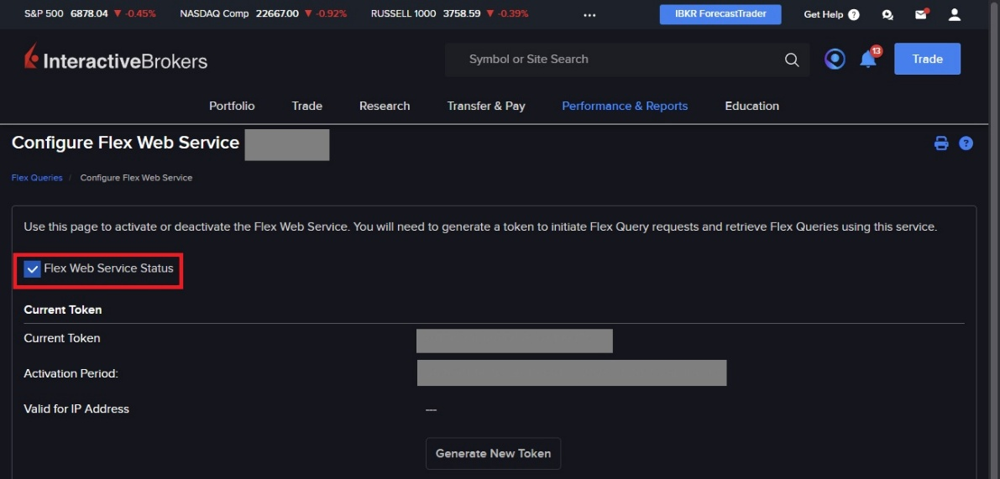 S&P 500 6878.04 ▼ -0.45% NASDAQ Comp 22667.00 ▼ -0.92% RUSSELL 1000 3758.59 ▼ -0.39% ... IBKR ForecastTrader Get Help ?
InteractiveBrokers Symbol or Site Search 13 Trade
Portfolio Trade Research Transfer & Pay Performance & Reports Education
Configure Flex Web Service ?
Flex Queries / Configure Flex Web Service
Use this page to activate or deactivate the Flex Web Service. You will need to generate a token to initiate Flex Query requests and retrieve Flex Queries using this service.
Flex Web Service Status
Current Token
Current Token
Activation Period:
Valid for IP Address ---
Generate New Token